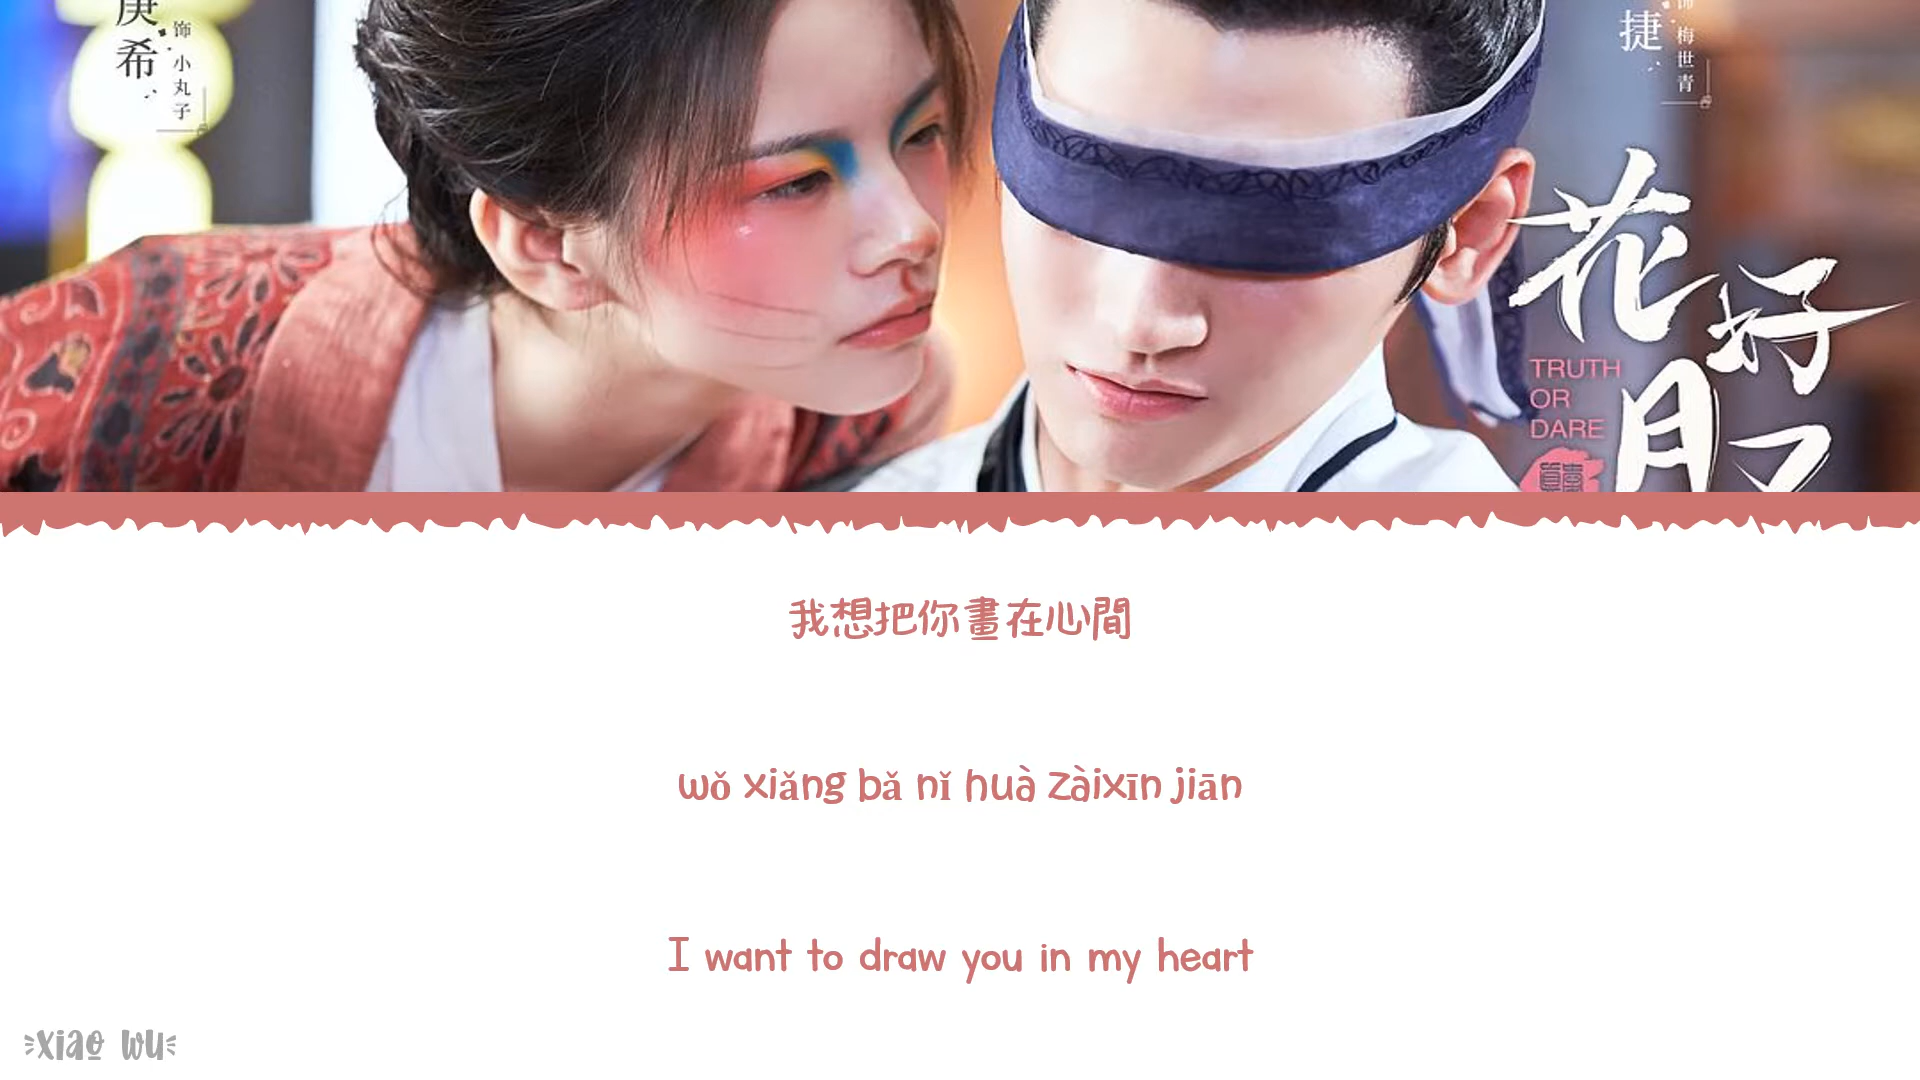 庚希
饰 小丸子
捷
饰 梅世青
花好月
TRUTH
OR
DARE
我想把你畫在心間
wǒ xiǎng bǎ nǐ huà zàixīn jiān
I want to draw you in my heart
xiao wu